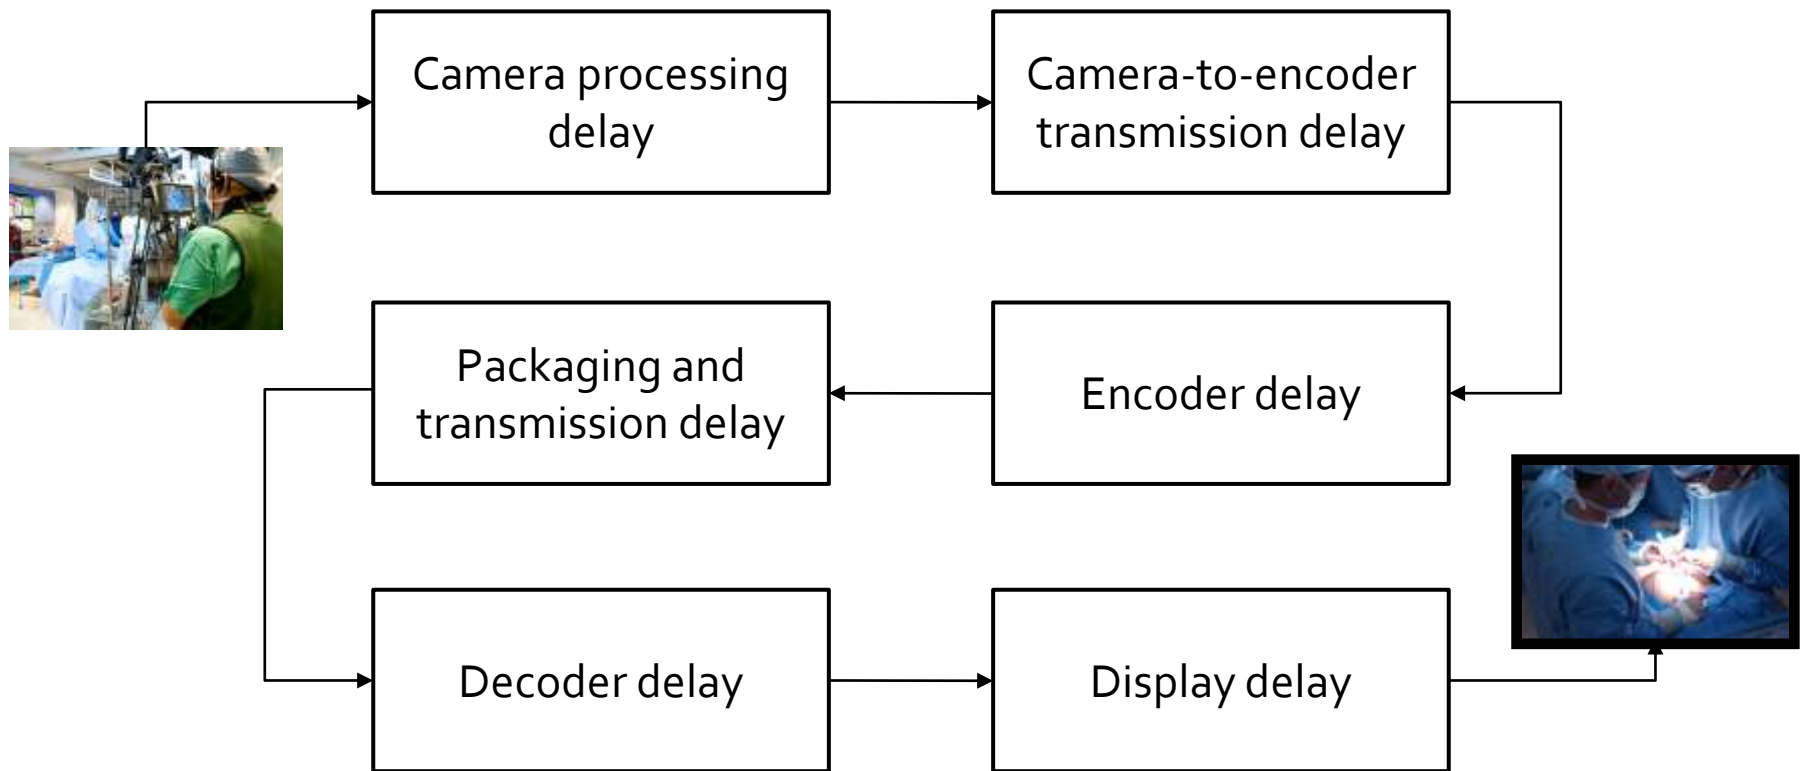 Camera processing
delay
Camera-to-encoder
transmission delay
Encoder delay
Packaging and
transmission delay
Decoder delay
Display delay